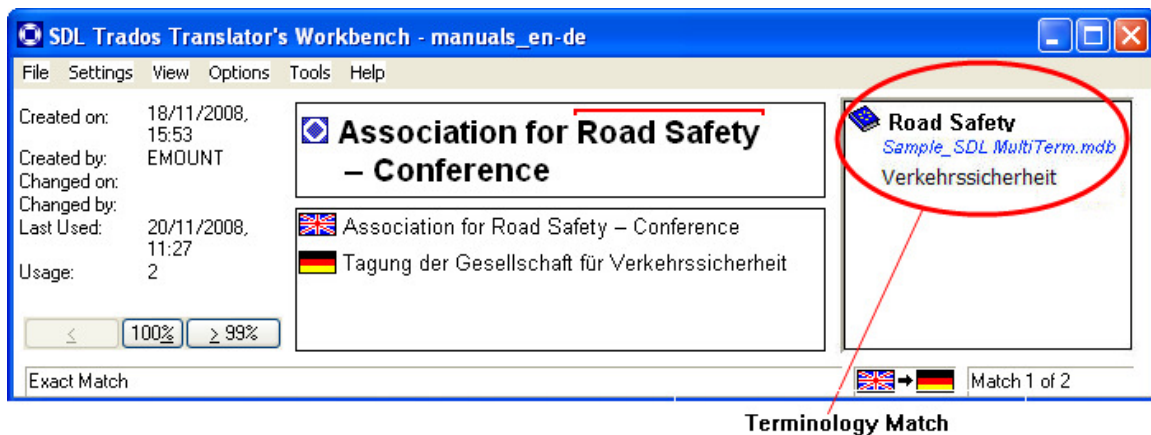 SDL Trados Translator's Workbench - manuals_en-de
File Settings View Options Tools Help
Created on: 18/11/2008,
15:53
Created by: EMOUNT
Changed on:
Changed by:
Last Used: 20/11/2008,
11:27
Usage: 2
< 100% > 99%
Association for Road Safety
– Conference
Association for Road Safety – Conference
Tagung der Gesellschaft für Verkehrssicherheit
Road Safety
Sample_SDL MultiTerm.mdb
Verkehrssicherheit
Exact Match
Match 1 of 2
Terminology Match